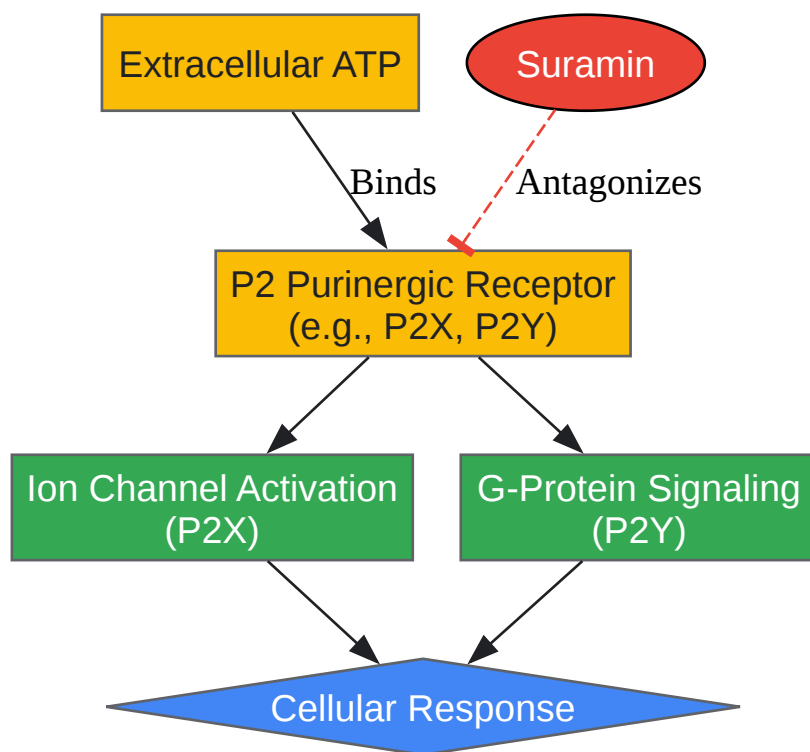 Extracellular ATP
Suramin
Binds
Antagonizes
P2 Purinergic Receptor
(e.g., P2X, P2Y)
Ion Channel Activation
(P2X)
G-Protein Signaling
(P2Y)
Cellular Response